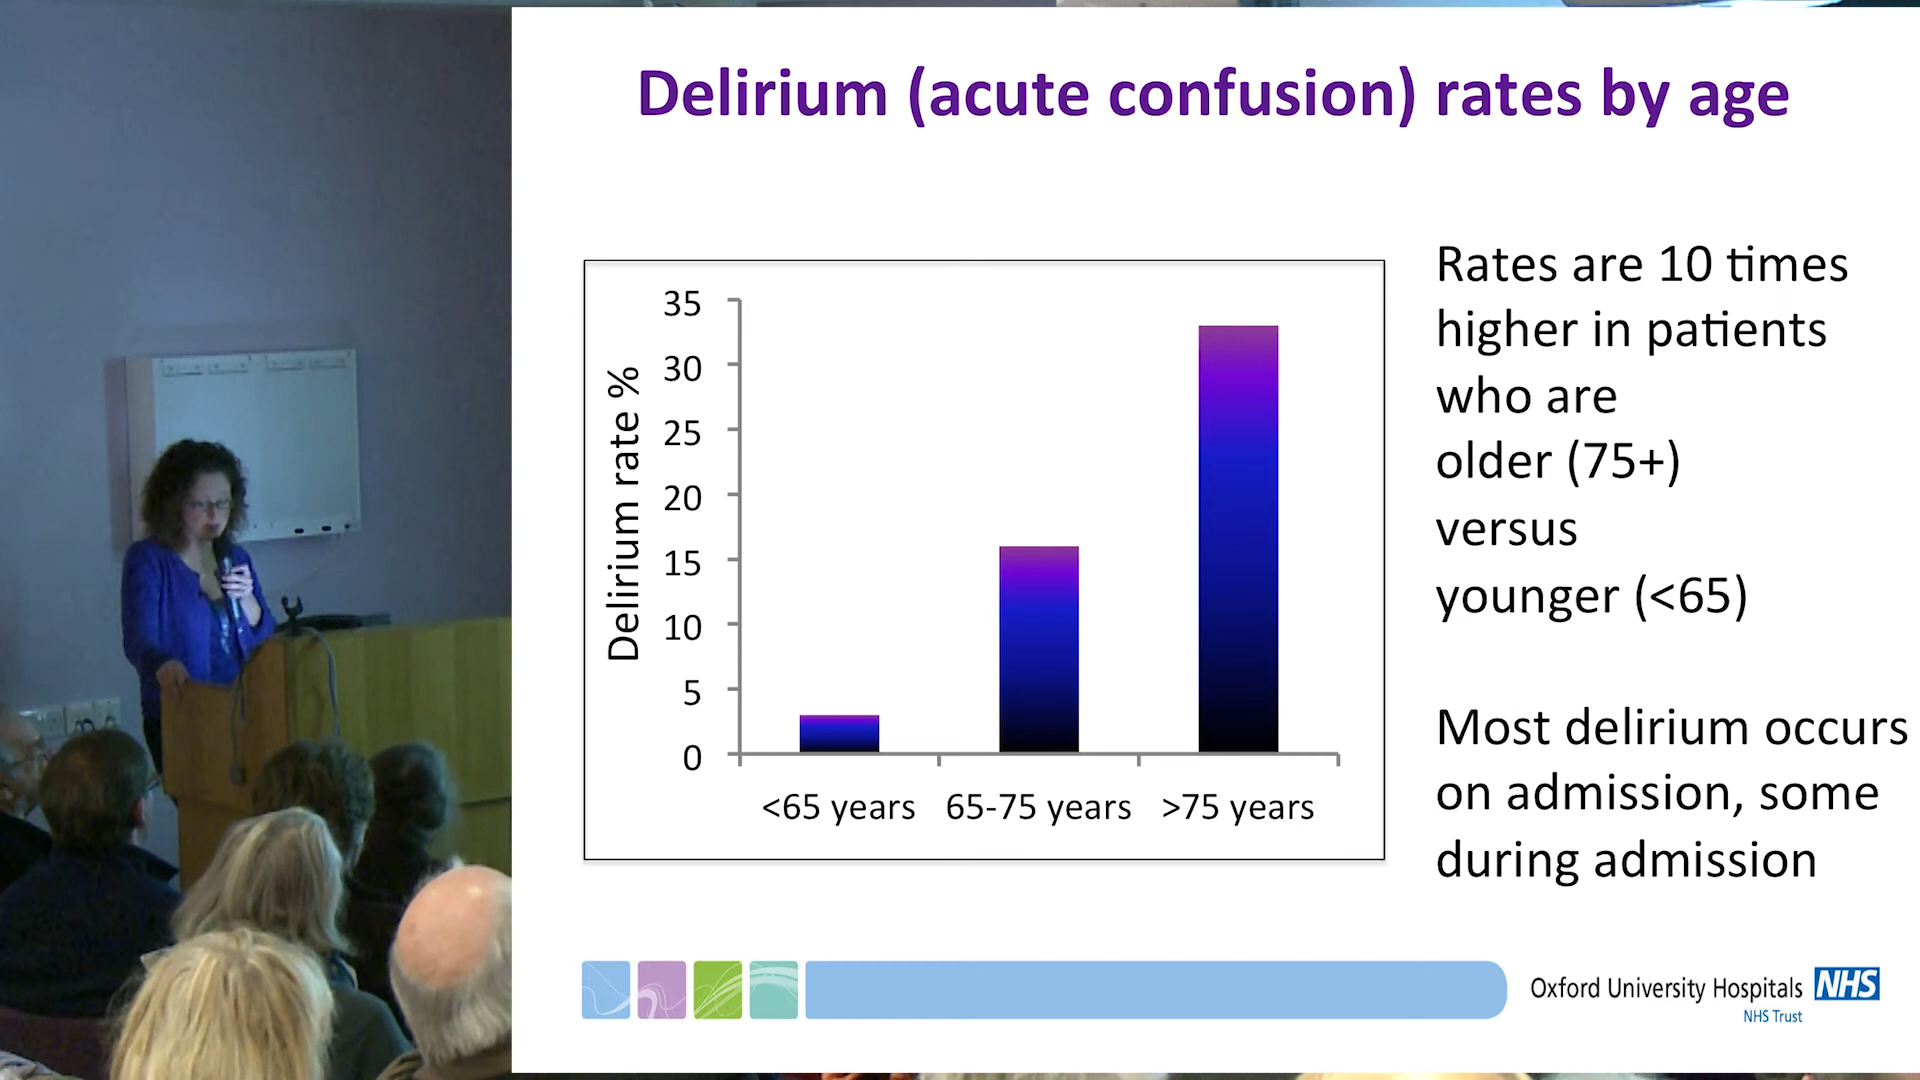 Delirium (acute confusion) rates by age
35
30
25
20
15
10
5
0
Delirium rate %
<65 years 65-75 years >75 years
Rates are 10 times
higher in patients
who are
older (75+)
versus
younger (<65)
Most delirium occurs
on admission, some
during admission
Oxford University Hospitals NHS
NHS Trust